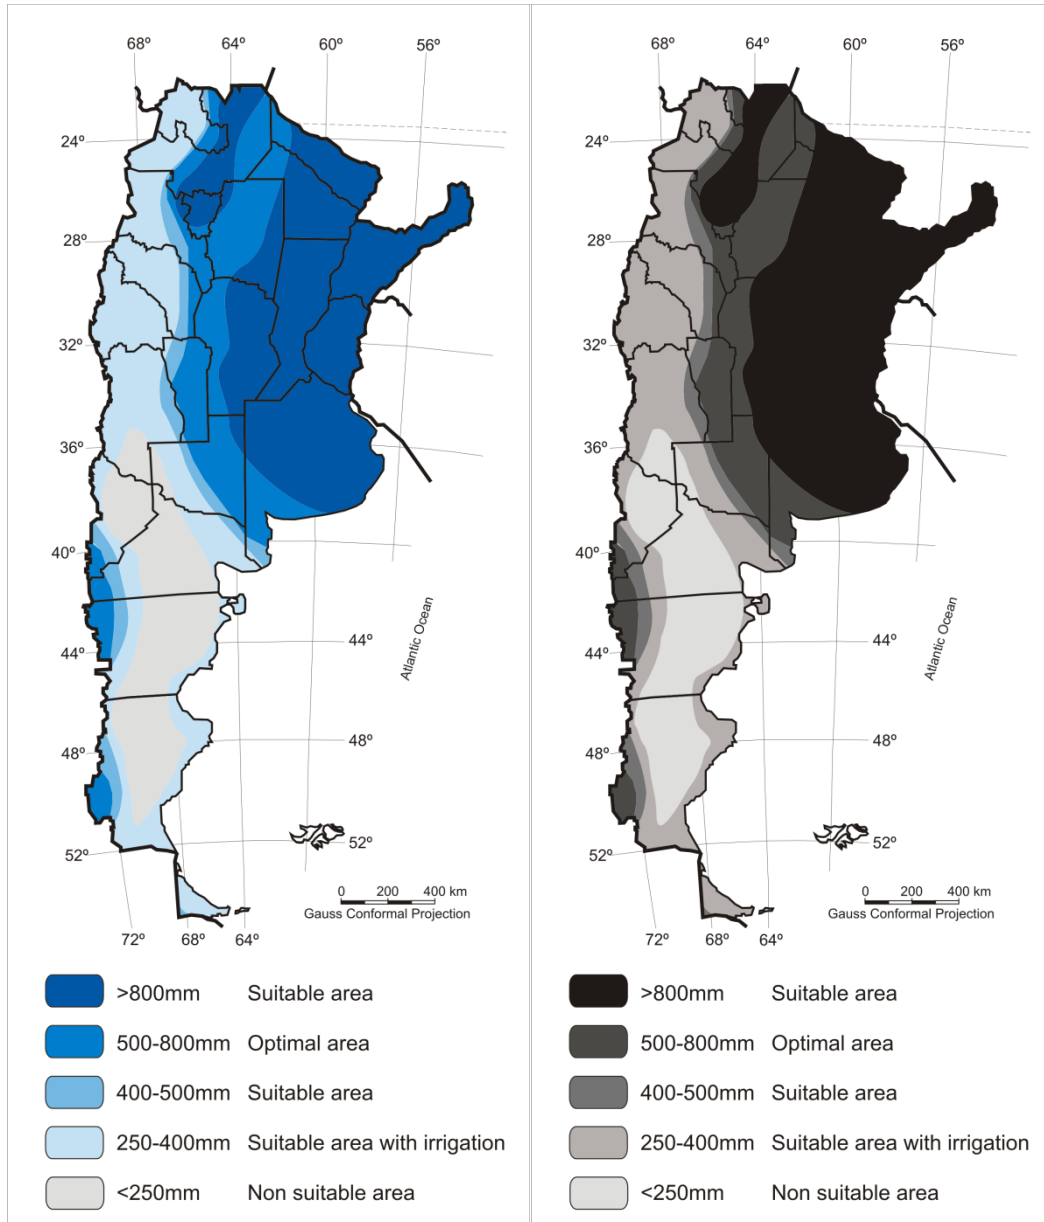 68º 64º 60º 56º
24º
28º
32º
36º
40º
44º 44º
48º 48º
52º 52º
72º 68º 64º
Atlantic Ocean
0 200 400 km
Gauss Conformal Projection
>800mm Suitable area
500-800mm Optimal area
400-500mm Suitable area
250-400mm Suitable area with irrigation
<250mm Non suitable area
68º 64º 60º 56º
24º
28º
32º
36º
40º
44º 44º
48º 48º
52º 52º
72º 68º 64º
Atlantic Ocean
0 200 400 km
Gauss Conformal Projection
>800mm Suitable area
500-800mm Optimal area
400-500mm Suitable area
250-400mm Suitable area with irrigation
<250mm Non suitable area